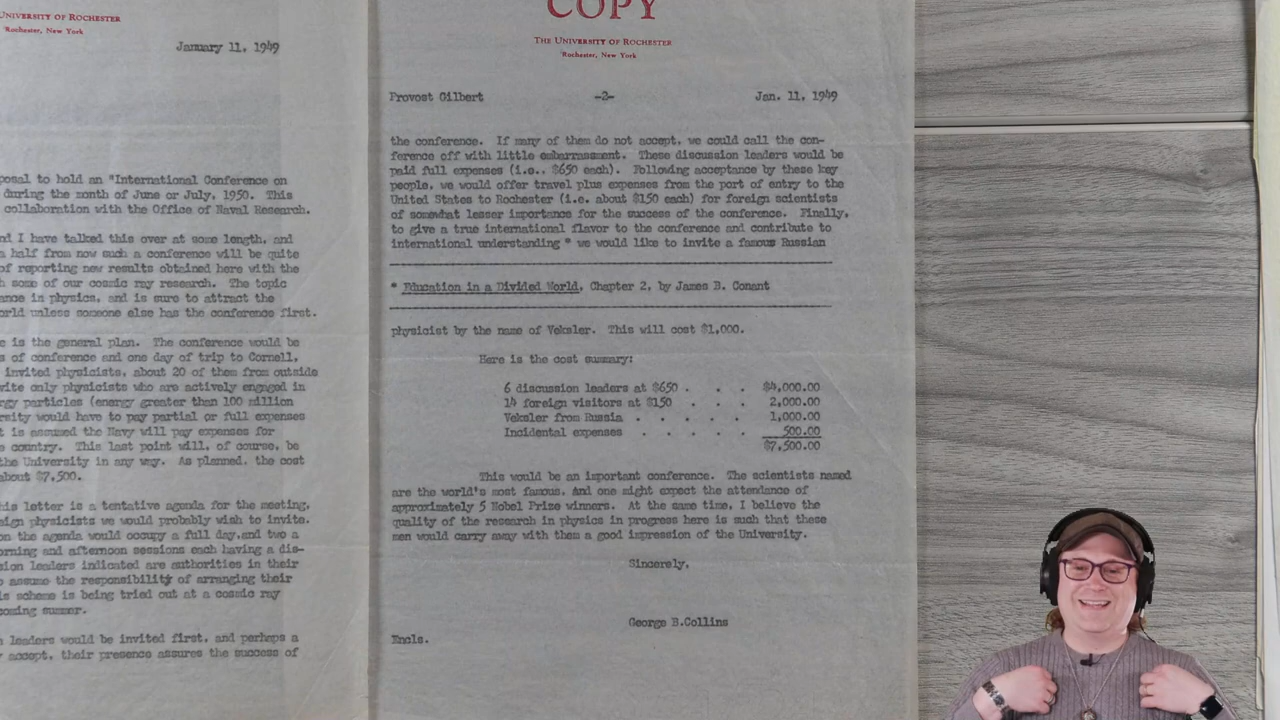 UNIVERSITY OF ROCHESTER
Rochester, New York
January 11, 1949
posal to hold an "International Conference on
during the month of June or July, 1950. This
collaboration with the Office of Naval Research.
nd I have talked this over at some length, and
a half from now such a conference will be quite
of reporting new results obtained here with the
h some of our cosmic ray research. The topic
ance in physics, and is sure to attract the
orld unless someone else has the conference first.
e is the general plan. The conference would be
s of conference and one day of trip to Cornell,
invited physicists, about 20 of them from outside
vite only physicists who are actively engaged in
rgy particles (energy greater than 100 million
rsity would have to pay partial or full expenses
t is assumed the Navy will pay expenses for
e country. This last point will, of course, be
the University in any way. As planned, the cost
about $7,500.
his letter is a tentative agenda for the meeting,
eign physicists we would probably wish to invite.
on the agenda would occupy a full day,and two a
orning and afternoon sessions each having a dis-
sion leaders indicated are authorities in their
o assume the responsibility of arranging their
is scheme is being tried out at a cosmic ray
coming summer.
n leaders would be invited first, and perhaps a
y accept, their presence assures the success of
COPY
THE UNIVERSITY OF ROCHESTER
Rochester, New York
Provost Gilbert -2- Jan. 11, 1949
the conference. If many of them do not accept, we could call the con-
ference off with little embarrassment. These discussion leaders would be
paid full expenses (i.e., $650 each). Following acceptance by these key
people, we would offer travel plus expenses from the port of entry to the
United States to Rochester (i.e. about $150 each) for foreign scientists
of somewhat lesser importance for the success of the conference. Finally,
to give a true international flavor to the conference and contribute to
international understanding * we would like to invite a famous Russian
* Education in a Divided World, Chapter 2, by James B. Conant
physicist by the name of Veksler. This will cost $1,000.
Here is the cost summary:
6 discussion leaders at $650 . . . $4,000.00
14 foreign visitors at $150 . . . 2,000.00
Veksler from Russia . . . . . 1,000.00
Incidental expenses . . . . . 500.00
$7,500.00
This would be an important conference. The scientists named
are the world's most famous, and one might expect the attendance of
approximately 5 Nobel Prize winners. At the same time, I believe the
quality of the research in physics in progress here is such that these
men would carry away with them a good impression of the University.
Sincerely,
George B.Collins
Encls.